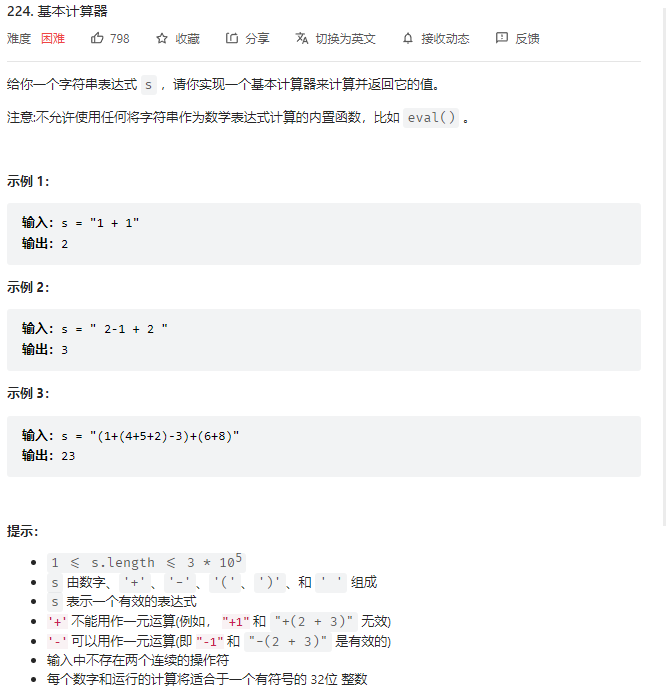 224. 基本计算器
难度 困难 798 收藏 分享 切换为英文 接收动态 反馈
给你一个字符串表达式 s ，请你实现一个基本计算器来计算并返回它的值。
注意:不允许使用任何将字符串作为数学表达式计算的内置函数，比如 eval() 。
示例 1：
输入：s = "1 + 1"
输出：2
示例 2：
输入：s = " 2-1 + 2 "
输出：3
示例 3：
输入：s = "(1+(4+5+2)-3)+(6+8)"
输出：23
提示：
• 1 <= s.length <= 3 * 10⁵
• s 由数字、'+'、'-'、'('、')'、和 ' ' 组成
• s 表示一个有效的表达式
• '+' 不能用作一元运算(例如， "+1" 和 "+(2 + 3)" 无效)
• '-' 可以用作一元运算(即 "-1" 和 "-(2 + 3)" 是有效的)
• 输入中不存在两个连续的操作符
• 每个数字和运行的计算将适合于一个有符号的 32位 整数